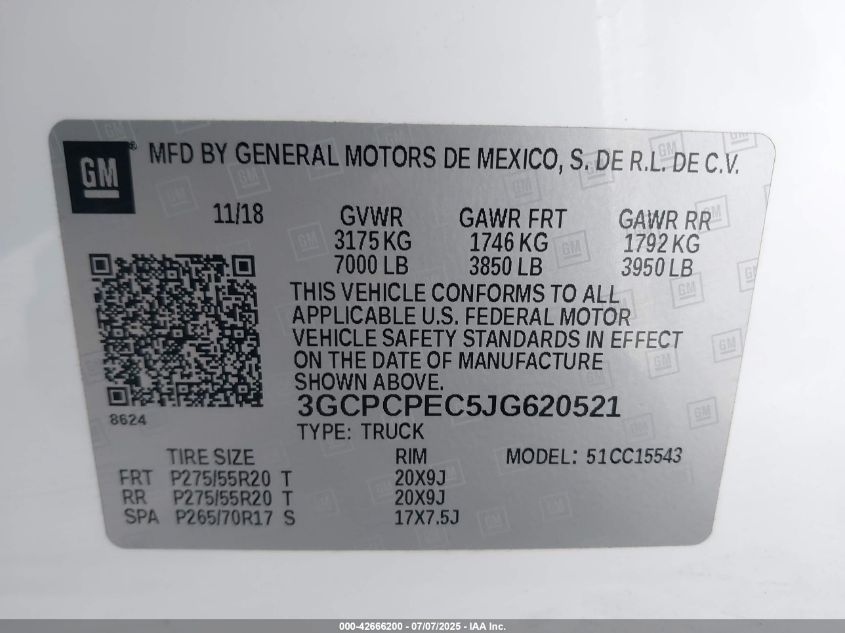 GM ® MFD BY GENERAL MOTORS DE MEXICO, S. DE R.L. DE C.V.
11/18 GVWR GAWR FRT GAWR RR
3175 KG 1746 KG 1792 KG
7000 LB 3850 LB 3950 LB
THIS VEHICLE CONFORMS TO ALL
APPLICABLE U.S. FEDERAL MOTOR
VEHICLE SAFETY STANDARDS IN EFFECT
ON THE DATE OF MANUFACTURE
SHOWN ABOVE.
3GCPCPEC5JG620521
8624
TYPE: TRUCK
TIRE SIZE RIM MODEL: 51CC15543
FRT P275/55R20 T 20X9J
RR P275/55R20 T 20X9J
SPA P265/70R17 S 17X7.5J
000-42666200 - 07/07/2025 - IAA Inc.